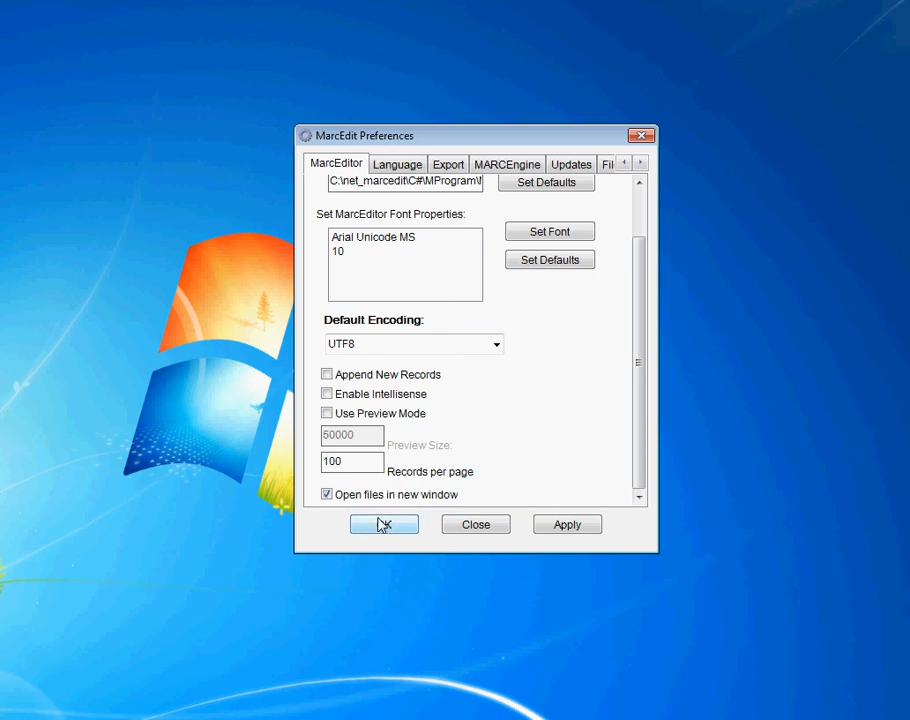 MarcEdit Preferences
MarcEditor Language Export MARCEngine Updates Fil
C:\net_marcedit\C#\MProgram\ Set Defaults
Set MarcEditor Font Properties:
Arial Unicode MS Set Font
10
Set Defaults
Default Encoding:
UTF8
Append New Records
Enable Intellisense
Use Preview Mode
50000 Preview Size:
100 Records per page
Open files in new window
Close Apply